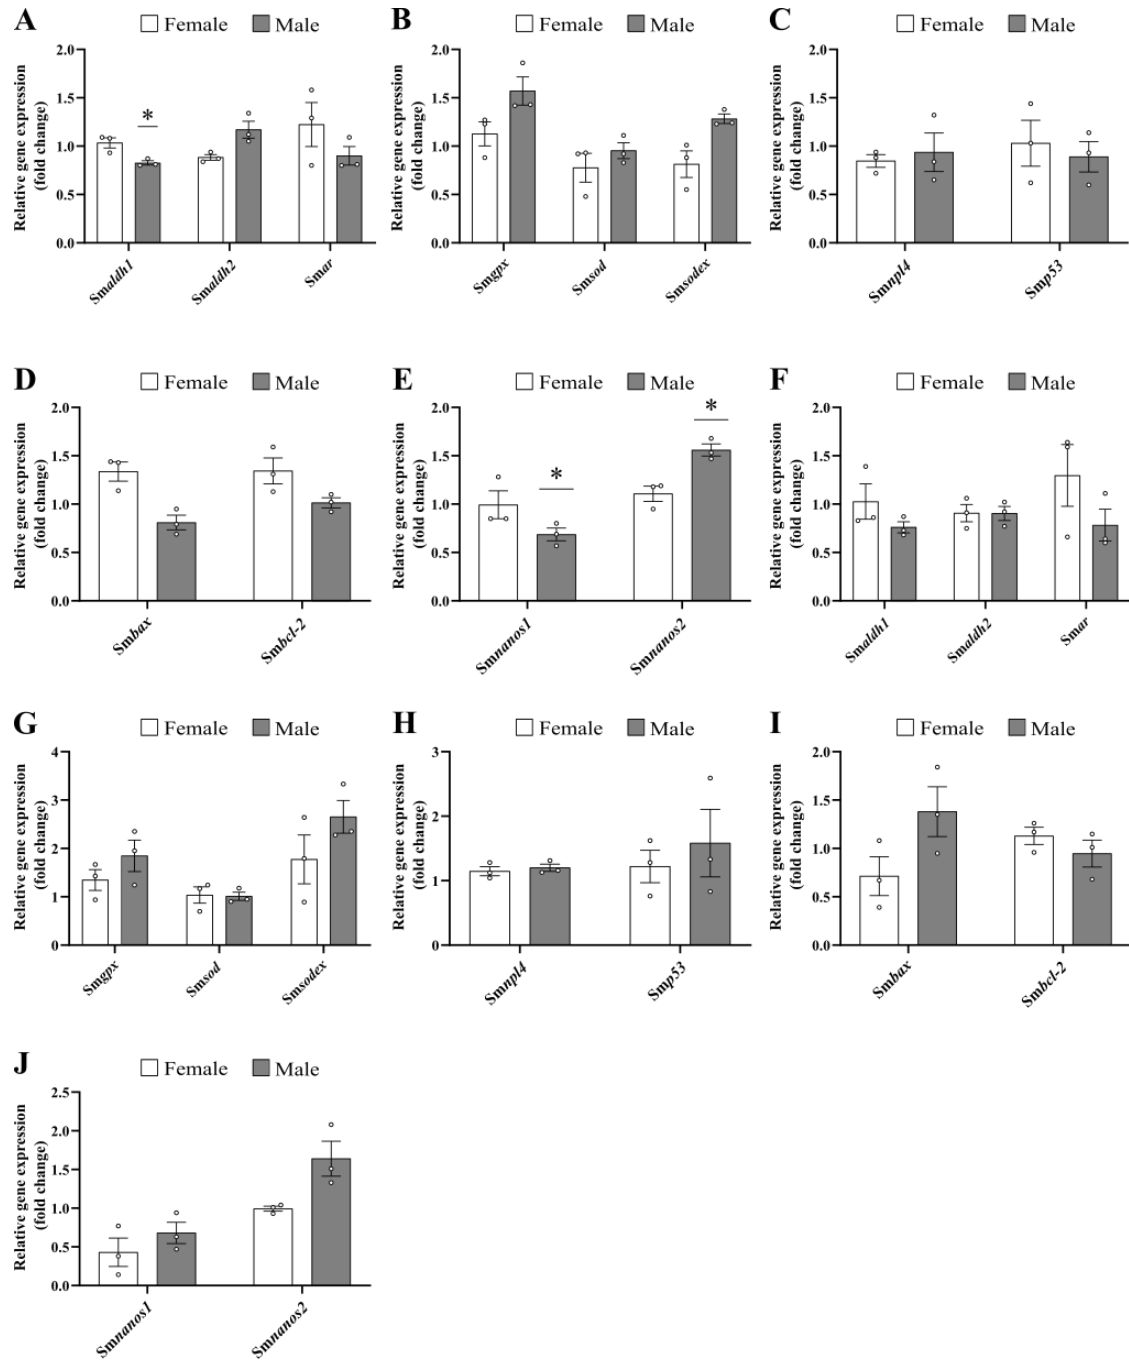 A
Female Male
Relative gene expression
(fold change)
2.0
1.5
1.0
0.5
0.0
*
Smaldh1 Smaldh2 Smar
B
Female Male
Relative gene expression
(fold change)
2.0
1.5
1.0
0.5
0.0
Smgpx Smsod Smsodex
C
Female Male
Relative gene expression
(fold change)
2.0
1.5
1.0
0.5
0.0
Smnpl4 Smp53
D
Female Male
Relative gene expression
(fold change)
2.0
1.5
1.0
0.5
0.0
Smbax Smbcl-2
E
Female Male
Relative gene expression
(fold change)
2.0
1.5
1.0
0.5
0.0
* *
Smnanos1 Smnanos2
F
Female Male
Relative gene expression
(fold change)
2.0
1.5
1.0
0.5
0.0
Smaldh1 Smaldh2 Smar
G
Female Male
Relative gene expression
(fold change)
4
3
2
1
0
Smgpx Smsod Smsodex
H
Female Male
Relative gene expression
(fold change)
3
2
1
0
Smnpl4 Smp53
I
Female Male
Relative gene expression
(fold change)
2.0
1.5
1.0
0.5
0.0
Smbax Smbcl-2
J
Female Male
Relative gene expression
(fold change)
2.5
2.0
1.5
1.0
0.5
0.0
Smnanos1 Smnanos2